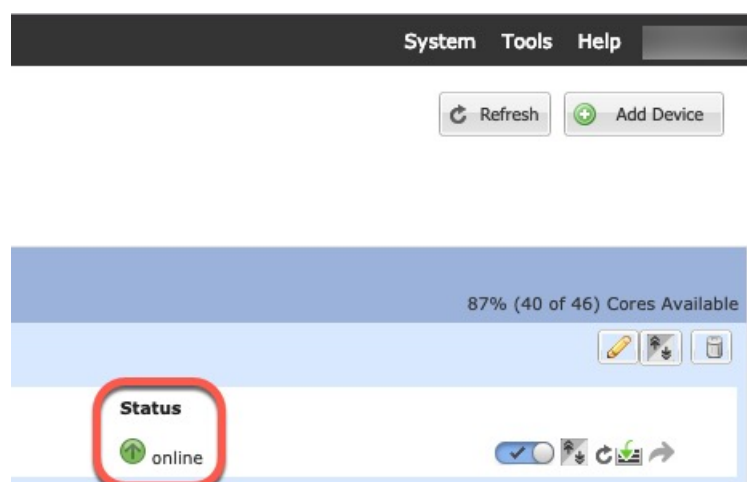 System Tools Help
Refresh Add Device
87% (40 of 46) Cores Available
Status
online